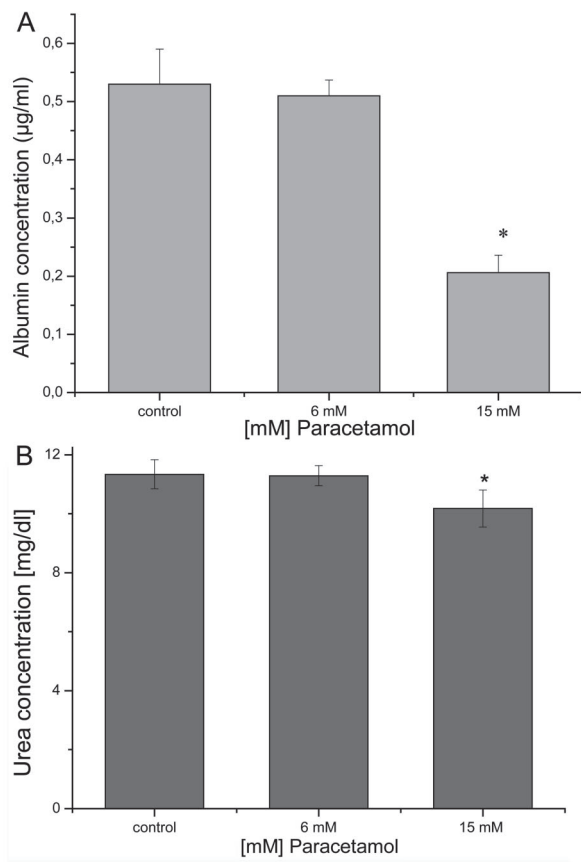 A
Albumin concentration (µg/ml)
0,6
0,5
0,4
0,3
0,2
0,1
0,0
*
control
6 mM
15 mM
[mM] Paracetamol
B
Urea concentration [mg/dl]
12
8
4
0
*
control
6 mM
15 mM
[mM] Paracetamol